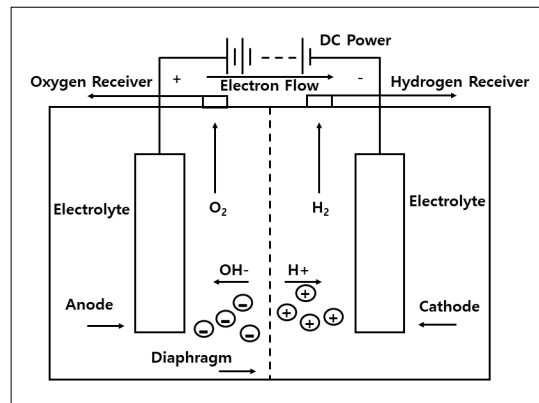 DC Power
Oxygen Receiver
+
Electron Flow
-
Hydrogen Receiver
Electrolyte
O2
H2
Electrolyte
OH-
H+
Anode
Cathode
Diaphragm